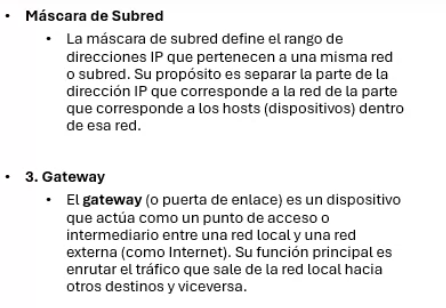 • Máscara de Subred
• La máscara de subred define el rango de
direcciones IP que pertenecen a una misma red
o subred. Su propósito es separar la parte de la
dirección IP que corresponde a la red de la parte
que corresponde a los hosts (dispositivos) dentro
de esa red.
• 3. Gateway
• El gateway (o puerta de enlace) es un dispositivo
que actúa como un punto de acceso o
intermediario entre una red local y una red
externa (como Internet). Su función principal es
enrutar el tráfico que sale de la red local hacia
otros destinos y viceversa.